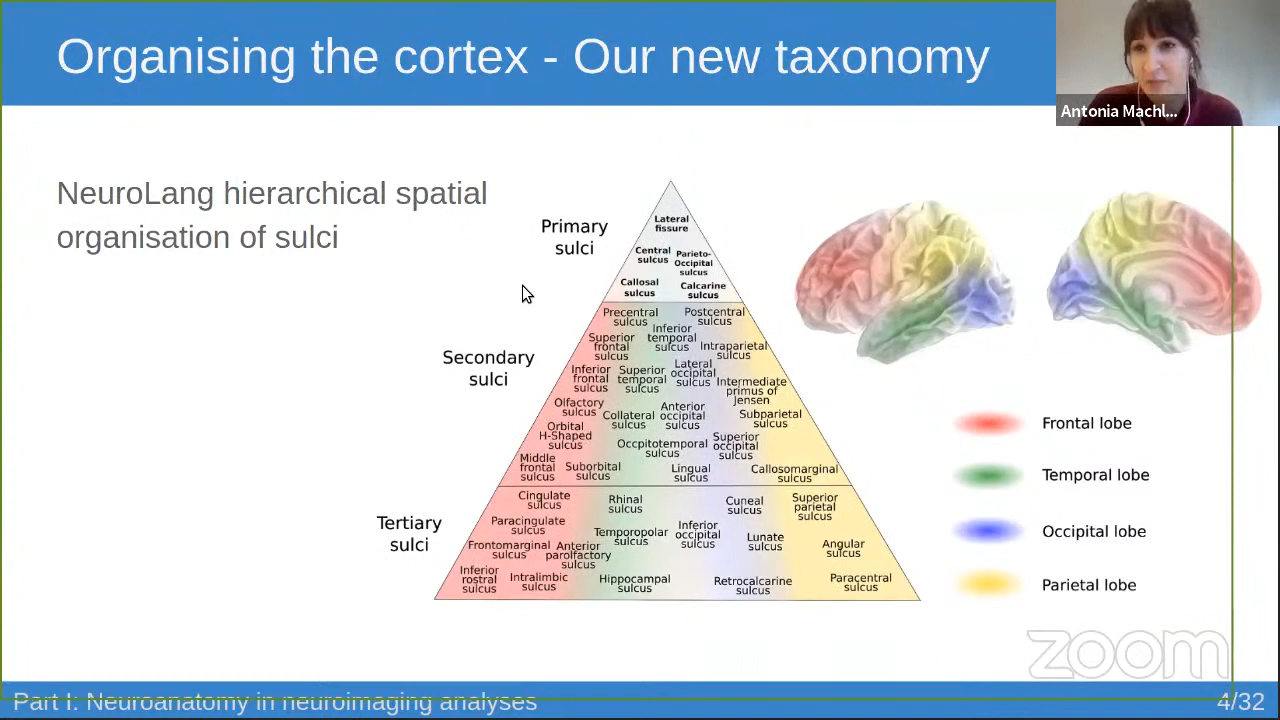 Organising the cortex - Our new taxonomy
Antonia Machl...
NeuroLang hierarchical spatial
organisation of sulci
Primary
sulci
Lateral
fissure
Central
sulcus
Parieto-
Occipital
sulcus
Callosal
sulcus
Calcarine
sulcus
Secondary
sulci
Precentral
sulcus
Postcentral
sulcus
Superior
frontal
sulcus
Inferior
temporal
sulcus
Intraparietal
sulcus
Inferior
frontal
sulcus
Superior
temporal
sulcus
Lateral
occipital
sulcus
Intermediate
primus of
Jensen
Olfactory
sulcus
Collateral
sulcus
Anterior
occipital
sulcus
Subparietal
sulcus
Orbital
H-Shaped
sulcus
Occpitotemporal
sulcus
Superior
occipital
sulcus
Middle
frontal
sulcus
Suborbital
sulcus
Lingual
sulcus
Callosomarginal
sulcus
Tertiary
sulci
Cingulate
sulcus
Rhinal
sulcus
Cuneal
sulcus
Superior
parietal
sulcus
Paracingulate
sulcus
Temporopolar
sulcus
Inferior
occipital
sulcus
Lunate
sulcus
Angular
sulcus
Frontomarginal
sulcus
Anterior
parolfactory
sulcus
Inferior
rostral
sulcus
Intralimbic
sulcus
Hippocampal
sulcus
Retrocalcarine
sulcus
Paracentral
sulcus
Frontal lobe
Temporal lobe
Occipital lobe
Parietal lobe
zoom
Part I: Neuroanatomy in neuroimaging analyses
4/32